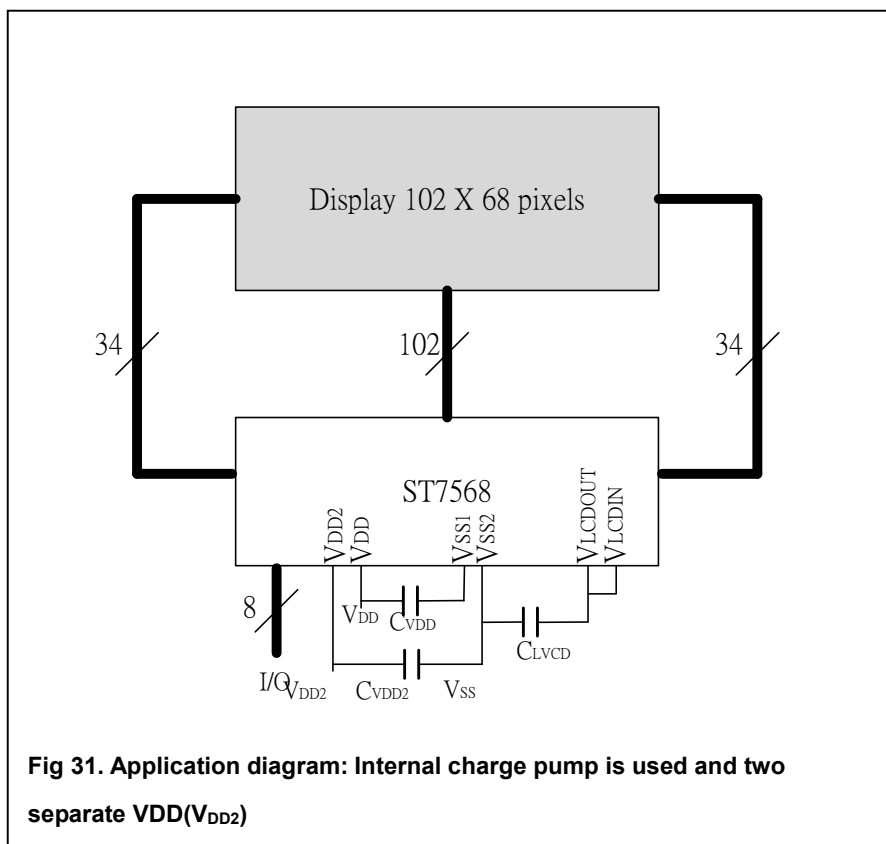 Display 102 X 68 pixels
34
102
34
ST7568
VDD2
VDD
VSS1
VSS2
VLCDOUT
VLCDIN
8
VDD
CVDD
CLVCD
I/O
VDD2
CVDD2
VSS
Fig 31. Application diagram: Internal charge pump is used and two
separate VDD(VDD2)